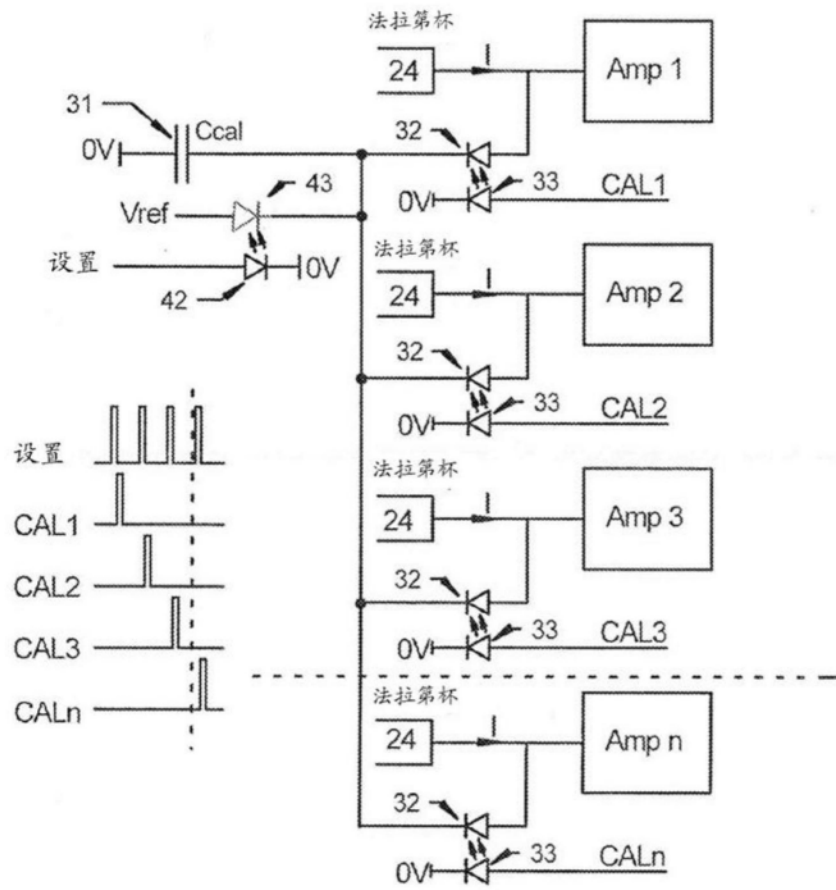 法拉第杯
24
I
Amp 1
31
Ccal
0V
32
43
33
CAL1
0V
Vref
设置
0V
42
法拉第杯
24
I
Amp 2
32
33
CAL2
0V
设置
CAL1
CAL2
CAL3
CALn
法拉第杯
24
I
Amp 3
32
33
CAL3
0V
法拉第杯
24
I
Amp n
32
33
CALn
0V